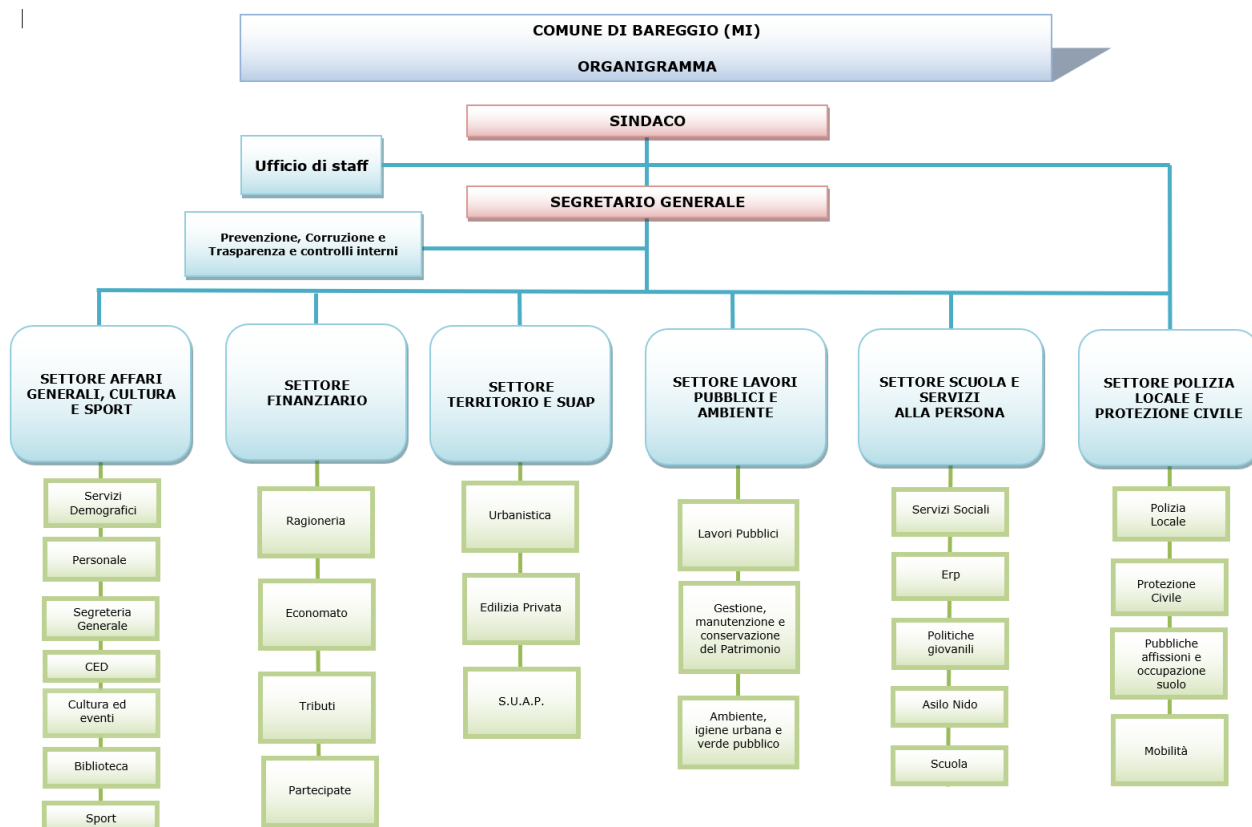 COMUNE DI BAREGGIO (MI)
ORGANIGRAMMA
SINDACO
Ufficio di staff
SEGRETARIO GENERALE
Prevenzione, Corruzione e
Trasparenza e controlli interni
SETTORE AFFARI
GENERALI, CULTURA
E SPORT
SETTORE
FINANZIARIO
SETTORE
TERRITORIO E SUAP
SETTORE LAVORI
PUBBLICI E
AMBIENTE
SETTORE SCUOLA E
SERVIZI
ALLA PERSONA
SETTORE POLIZIA
LOCALE E
PROTEZIONE CIVILE
Servizi
Demografici
Personale
Segreteria
Generale
CED
Cultura ed
eventi
Biblioteca
Sport
Ragioneria
Economato
Tributi
Partecipate
Urbanistica
Edilizia Privata
S.U.A.P.
Lavori Pubblici
Gestione,
manutenzione e
conservazione
del Patrimonio
Ambiente,
igiene urbana e
verde pubblico
Servizi Sociali
Erp
Politiche
giovanili
Asilo Nido
Scuola
Polizia
Locale
Protezione
Civile
Pubbliche
affissioni e
occupazione
suolo
Mobilità